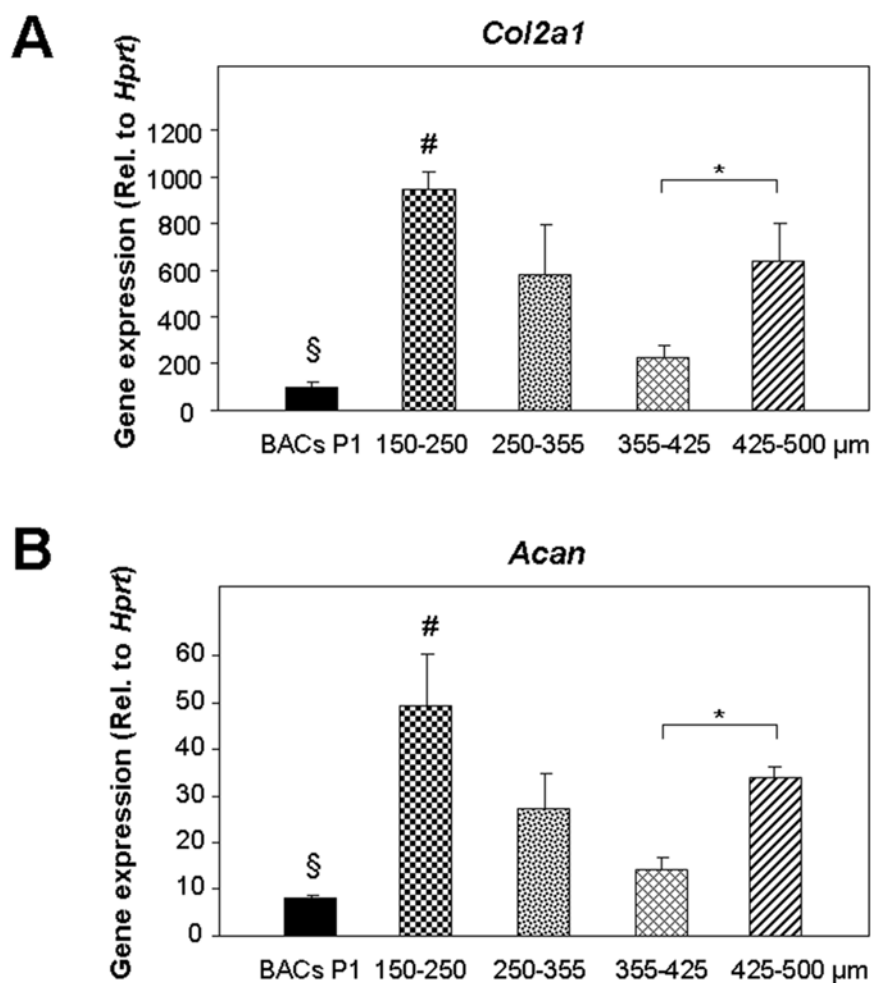 A
Col2a1
Gene expression (Rel. to Hprt)
1200
1000
800
600
400
200
0
§
#
*
BACs P1 150-250 250-355 355-425 425-500 µm
B
Acan
Gene expression (Rel. to Hprt)
60
50
40
30
20
10
0
§
#
*
BACs P1 150-250 250-355 355-425 425-500 µm